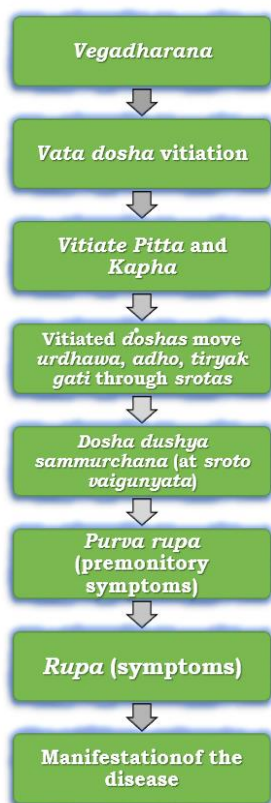 Vegadharana
Vata dosha vitiation
Vitiate Pitta and
Kapha
Vitiated doshas move
urdhawa, adho, tiryak
gati through srotas
Dosha dushya
sammurchana (at sroto
vaigunyata)
Purva rupa
(premonitory
symptoms)
Rupa (symptoms)
Manifestationof the
disease